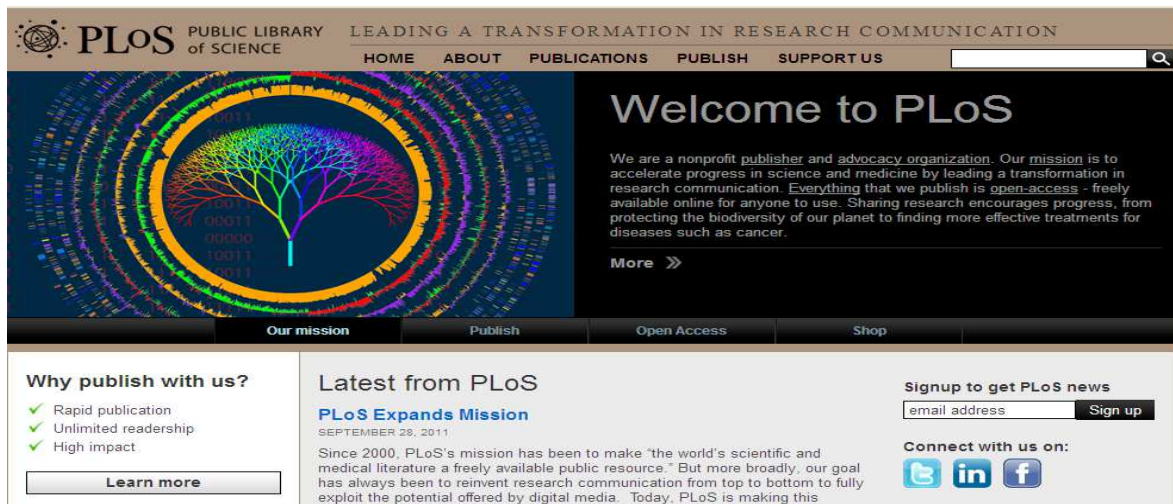 PLoS PUBLIC LIBRARY of SCIENCE
LEADING A TRANSFORMATION IN RESEARCH COMMUNICATION
HOME ABOUT PUBLICATIONS PUBLISH SUPPORT US
10011
10011
00011
00000
10011
10011
Welcome to PLoS
We are a nonprofit publisher and advocacy organization. Our mission is to
accelerate progress in science and medicine by leading a transformation in
research communication. Everything that we publish is open-access - freely
available online for anyone to use. Sharing research encourages progress, from
protecting the biodiversity of our planet to finding more effective treatments for
diseases such as cancer.
More
Our mission Publish Open Access Shop
Why publish with us?
Rapid publication
Unlimited readership
High impact
Learn more
Latest from PLoS
PLoS Expands Mission
SEPTEMBER 28, 2011
Since 2000, PLoS's mission has been to make “the world's scientific and
medical literature a freely available public resource.” But more broadly, our goal
has always been to reinvent research communication from top to bottom to fully
exploit the potential offered by digital media. Today, PLoS is making this
Signup to get PLoS news
email address Sign up
Connect with us on:
in f